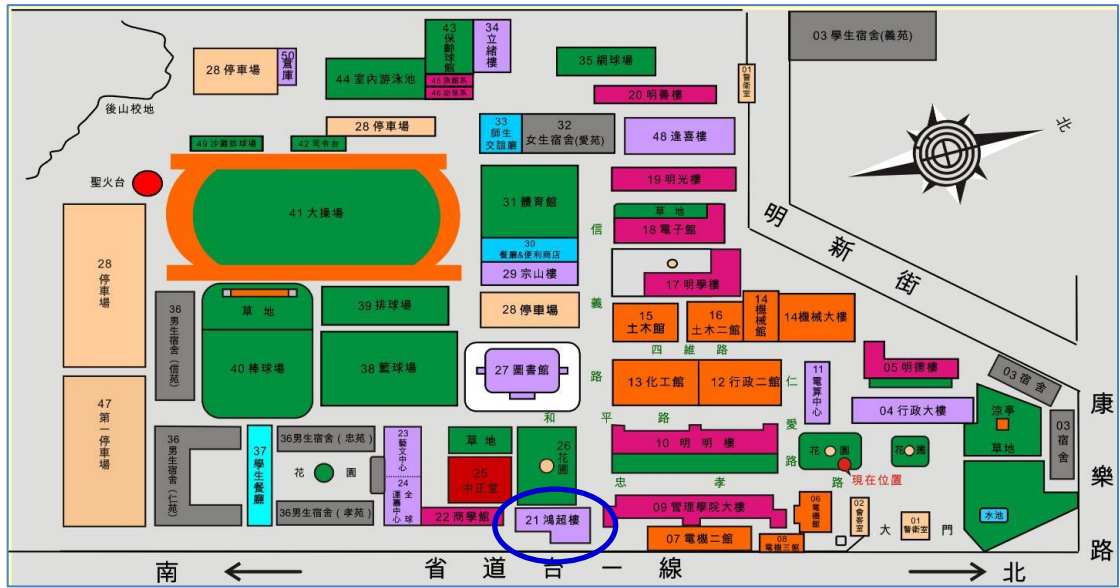 03 學生宿舍(義苑)
43 保齡球館
34 立緒樓
50 倉庫
28 停車場
44 室內游泳池
45 旅館系
46 幼保系
35 網球場
01 警衛室
20 明善樓
後山校地
北
28 停車場
33 師生交誼廳
32 女生宿舍(愛苑)
48 逢喜樓
49 沙灘排球場
42 司令台
聖火台
19 明光樓
41 大操場
31 體育館
草 地
18 電子館
明新街
30 餐廳&便利商店
29 宗山樓
17 明學樓
28 停車場
36 男生宿舍(信苑)
草 地
39 排球場
28 停車場
信義路
15 土木館
16 土木二館
14 機械館
14機械大樓
四維路
40 棒球場
38 籃球場
27 圖書館
13 化工館
12 行政二館
仁愛路
11 電算中心
05 明德樓
03 宿舍
04 行政大樓
涼亭
草地
03 宿舍
康樂路
和平路
47 第一停車場
36 男生宿舍(仁苑)
37 學生餐廳
36男生宿舍(忠苑)
花 園
36男生宿舍(孝苑)
23 藝文中心
24 全球運籌中心
草 地
25 中正堂
26 花圃
10 明明樓
忠孝路
花 園
花圃
現在位置
22 商學館
21 鴻超樓
09 管理學院大樓
06 電機館
02 會客室
大門
01 警衛室
水池
07 電機二館
08 電機三館
南
省道台一線
北